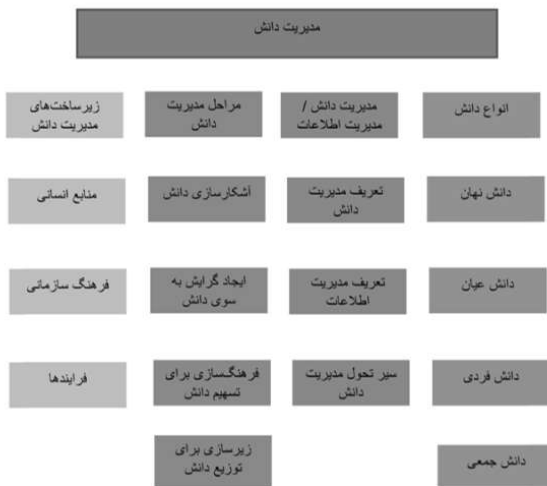 مدیریت دانش
انواع دانش
مدیریت دانش /
مدیریت اطلاعات
مراحل مدیریت
دانش
زیرساخت‌های
مدیریت دانش
دانش نهان
تعریف مدیریت
دانش
آشکارسازی دانش
منابع انسانی
دانش عیان
تعریف مدیریت
اطلاعات
ایجاد گرایش به
سوی دانش
فرهنگ سازمانی
دانش فردی
سیر تحول مدیریت
دانش
فرهنگ‌سازی برای
تسهیم دانش
فرایندها
دانش جمعی
زیرسازی برای
توزیع دانش